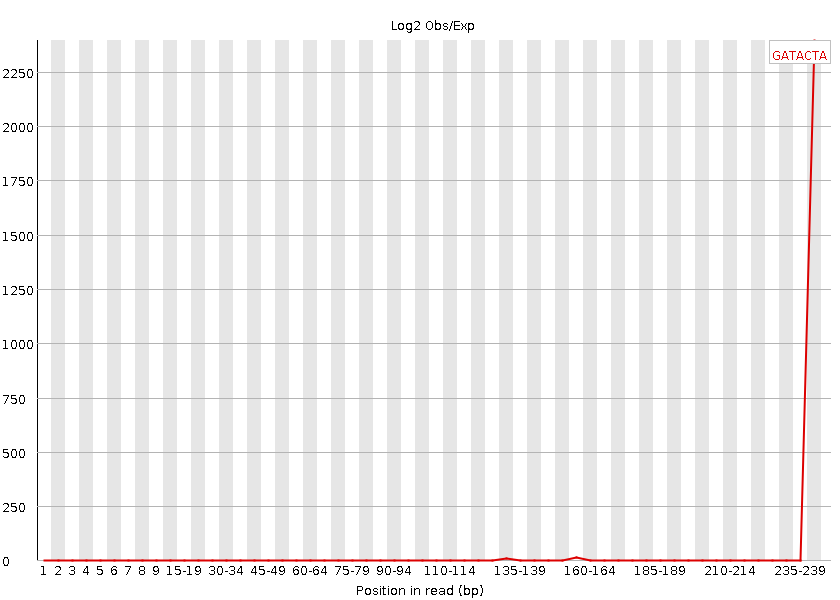 Log2 Obs/Exp
GATACTA
2250
2000
1750
1500
1250
1000
750
500
250
0
1 2 3 4 5 6 7 8 9 15-19 30-34 45-49 60-64 75-79 90-94 110-114 135-139 160-164 185-189 210-214 235-239
Position in read (bp)